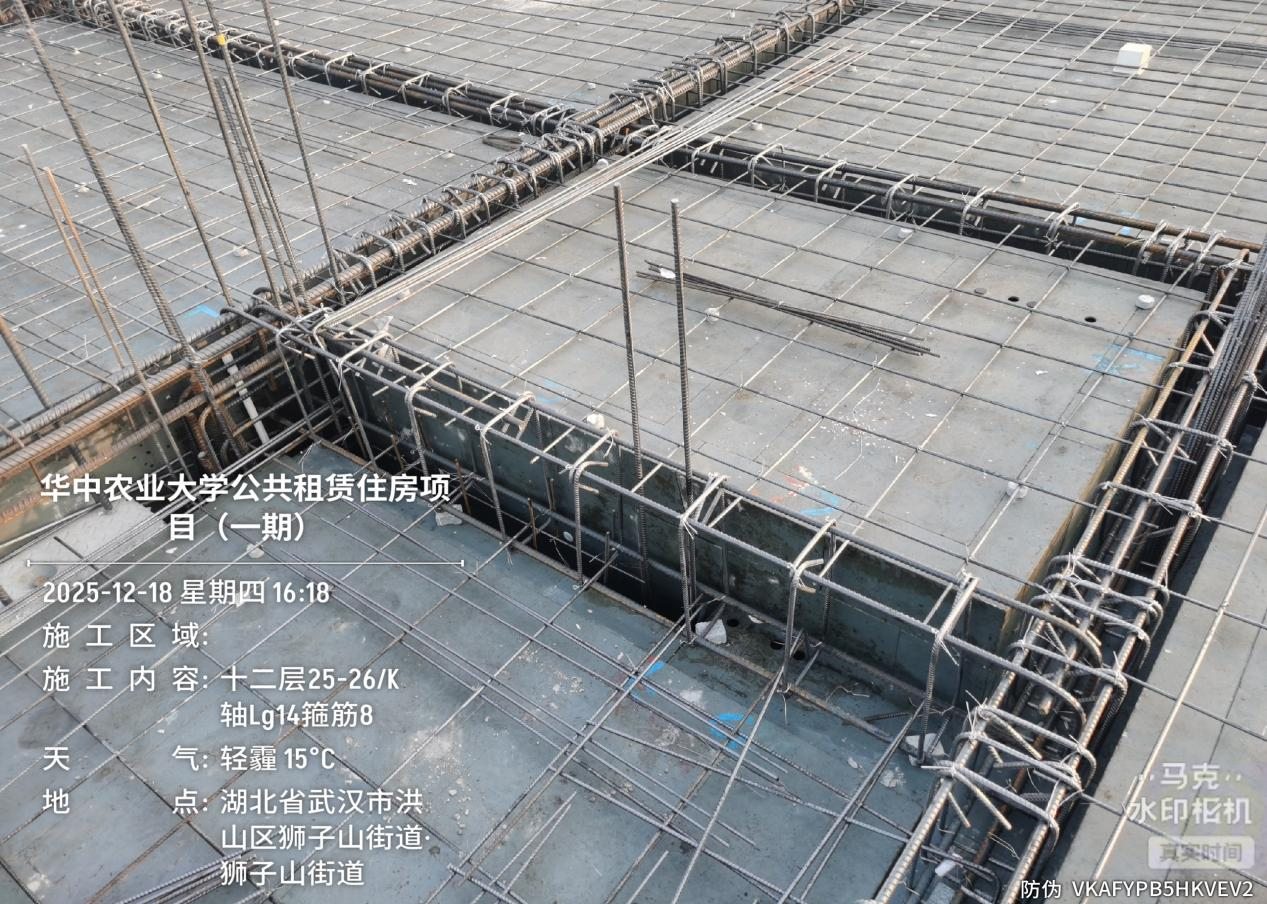 华中农业大学公共租赁住房项
目（一期）
2025-12-18 星期四 16:18
施工区域:
施工内容: 十二层25-26/K
轴Lg14箍筋8
天气: 轻霾 15°C
地点: 湖北省武汉市洪
山区狮子山街道·
狮子山街道
马克
水印相机
真实时间
防伪 VKAFYPB5HKVEV2